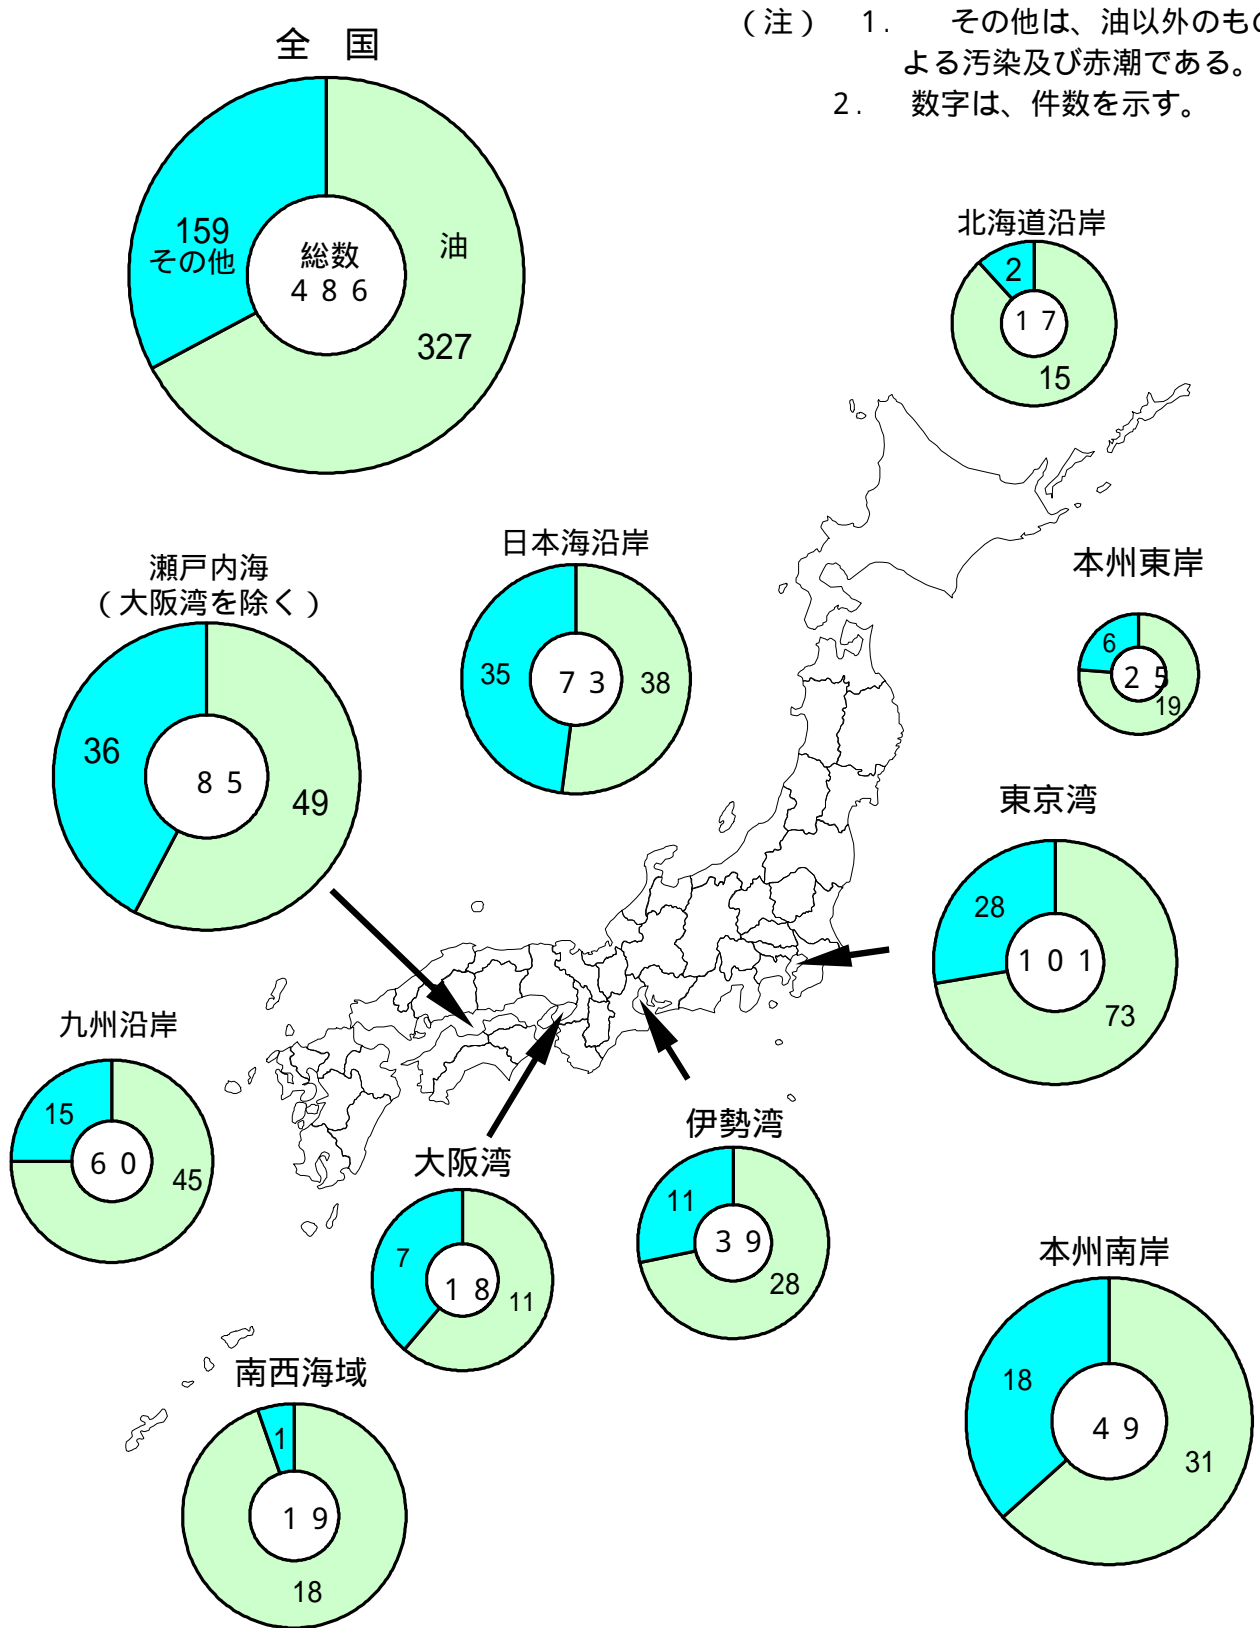 (注) 1. その他は、油以外のもの
よる汚染及び赤潮である。
2. 数字は、件数を示す。
全 国
159
その他
総数
486
油
327
北海道沿岸
2
17
15
日本海沿岸
35
73
38
本州東岸
6
25
19
瀬戸内海
(大阪湾を除く)
36
85
49
東京湾
28
101
73
九州沿岸
15
60
45
大阪湾
7
18
11
伊勢湾
11
39
28
本州南岸
18
49
31
南西海域
1
19
18